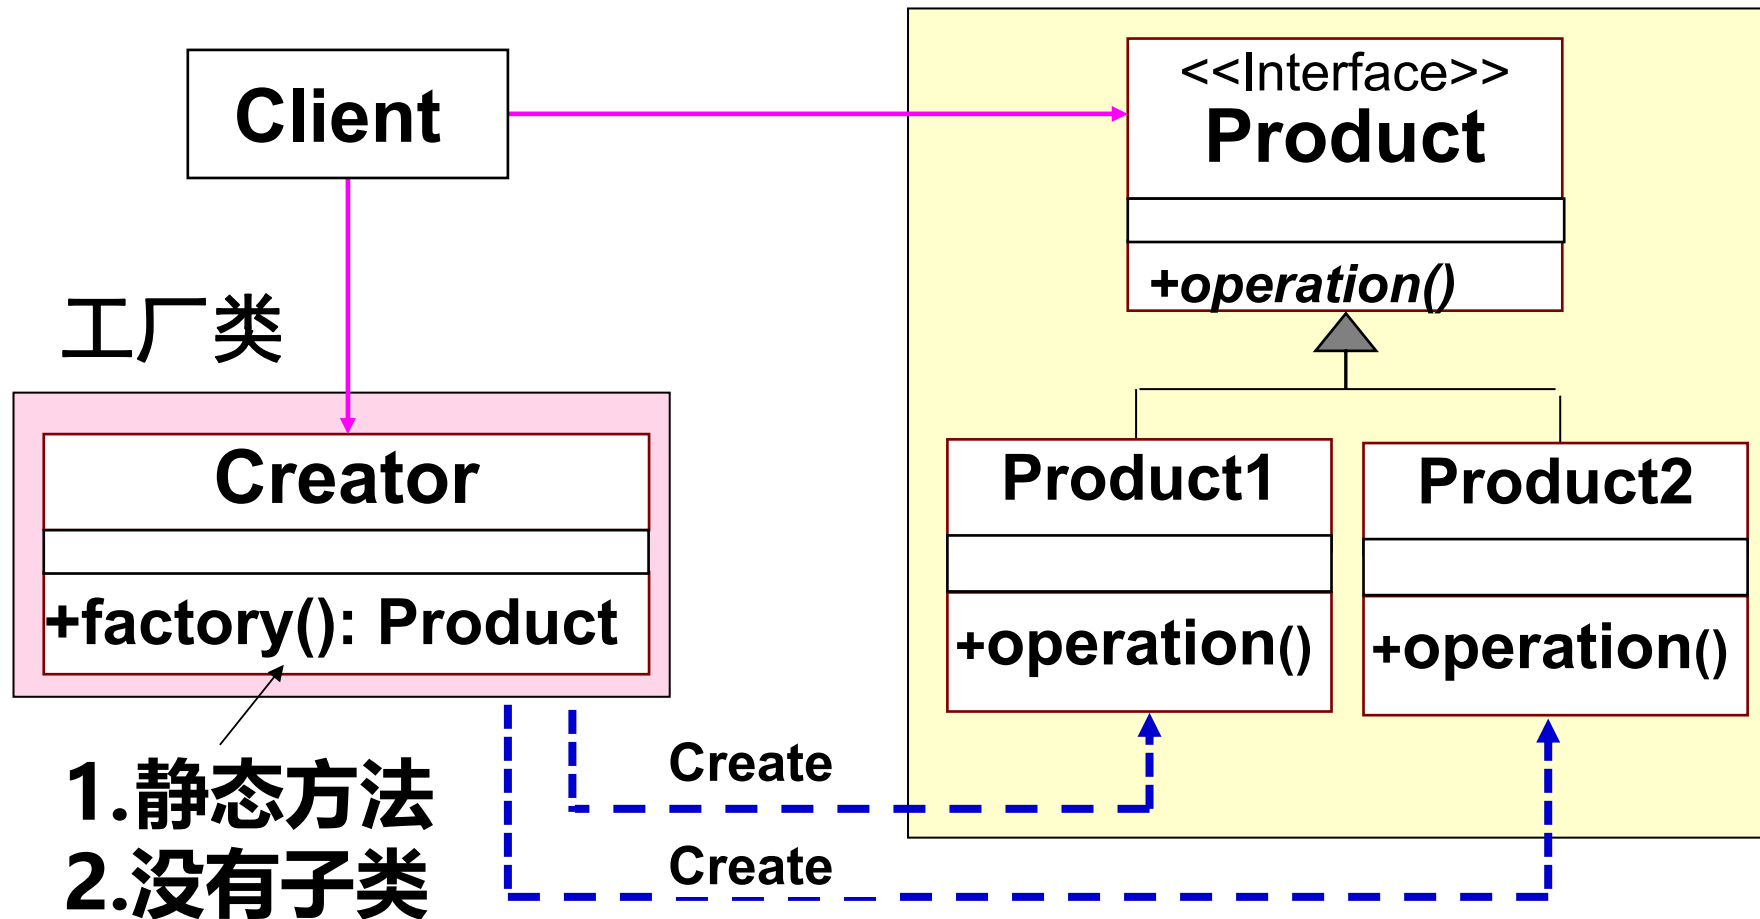 Client
<<Interface>>
Product
+operation()
工厂类
Creator
+factory(): Product
Product1
+operation()
Product2
+operation()
1.静态方法
2.没有子类
Create
Create